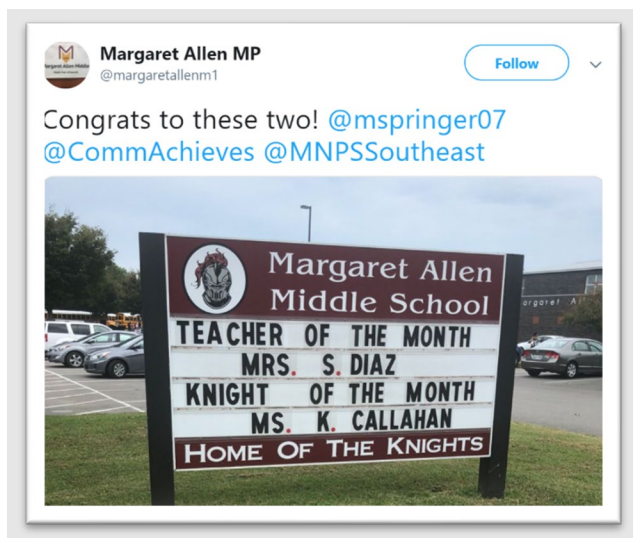 Margaret Allen MP
@margaretallenm1
Follow
Congrats to these two! @mspringer07
@CommAchieves @MNPSSoutheast
Margaret Allen
Middle School
TEACHER OF THE MONTH
MRS. S. DIAZ
KNIGHT OF THE MONTH
MS. K. CALLAHAN
HOME OF THE KNIGHTS